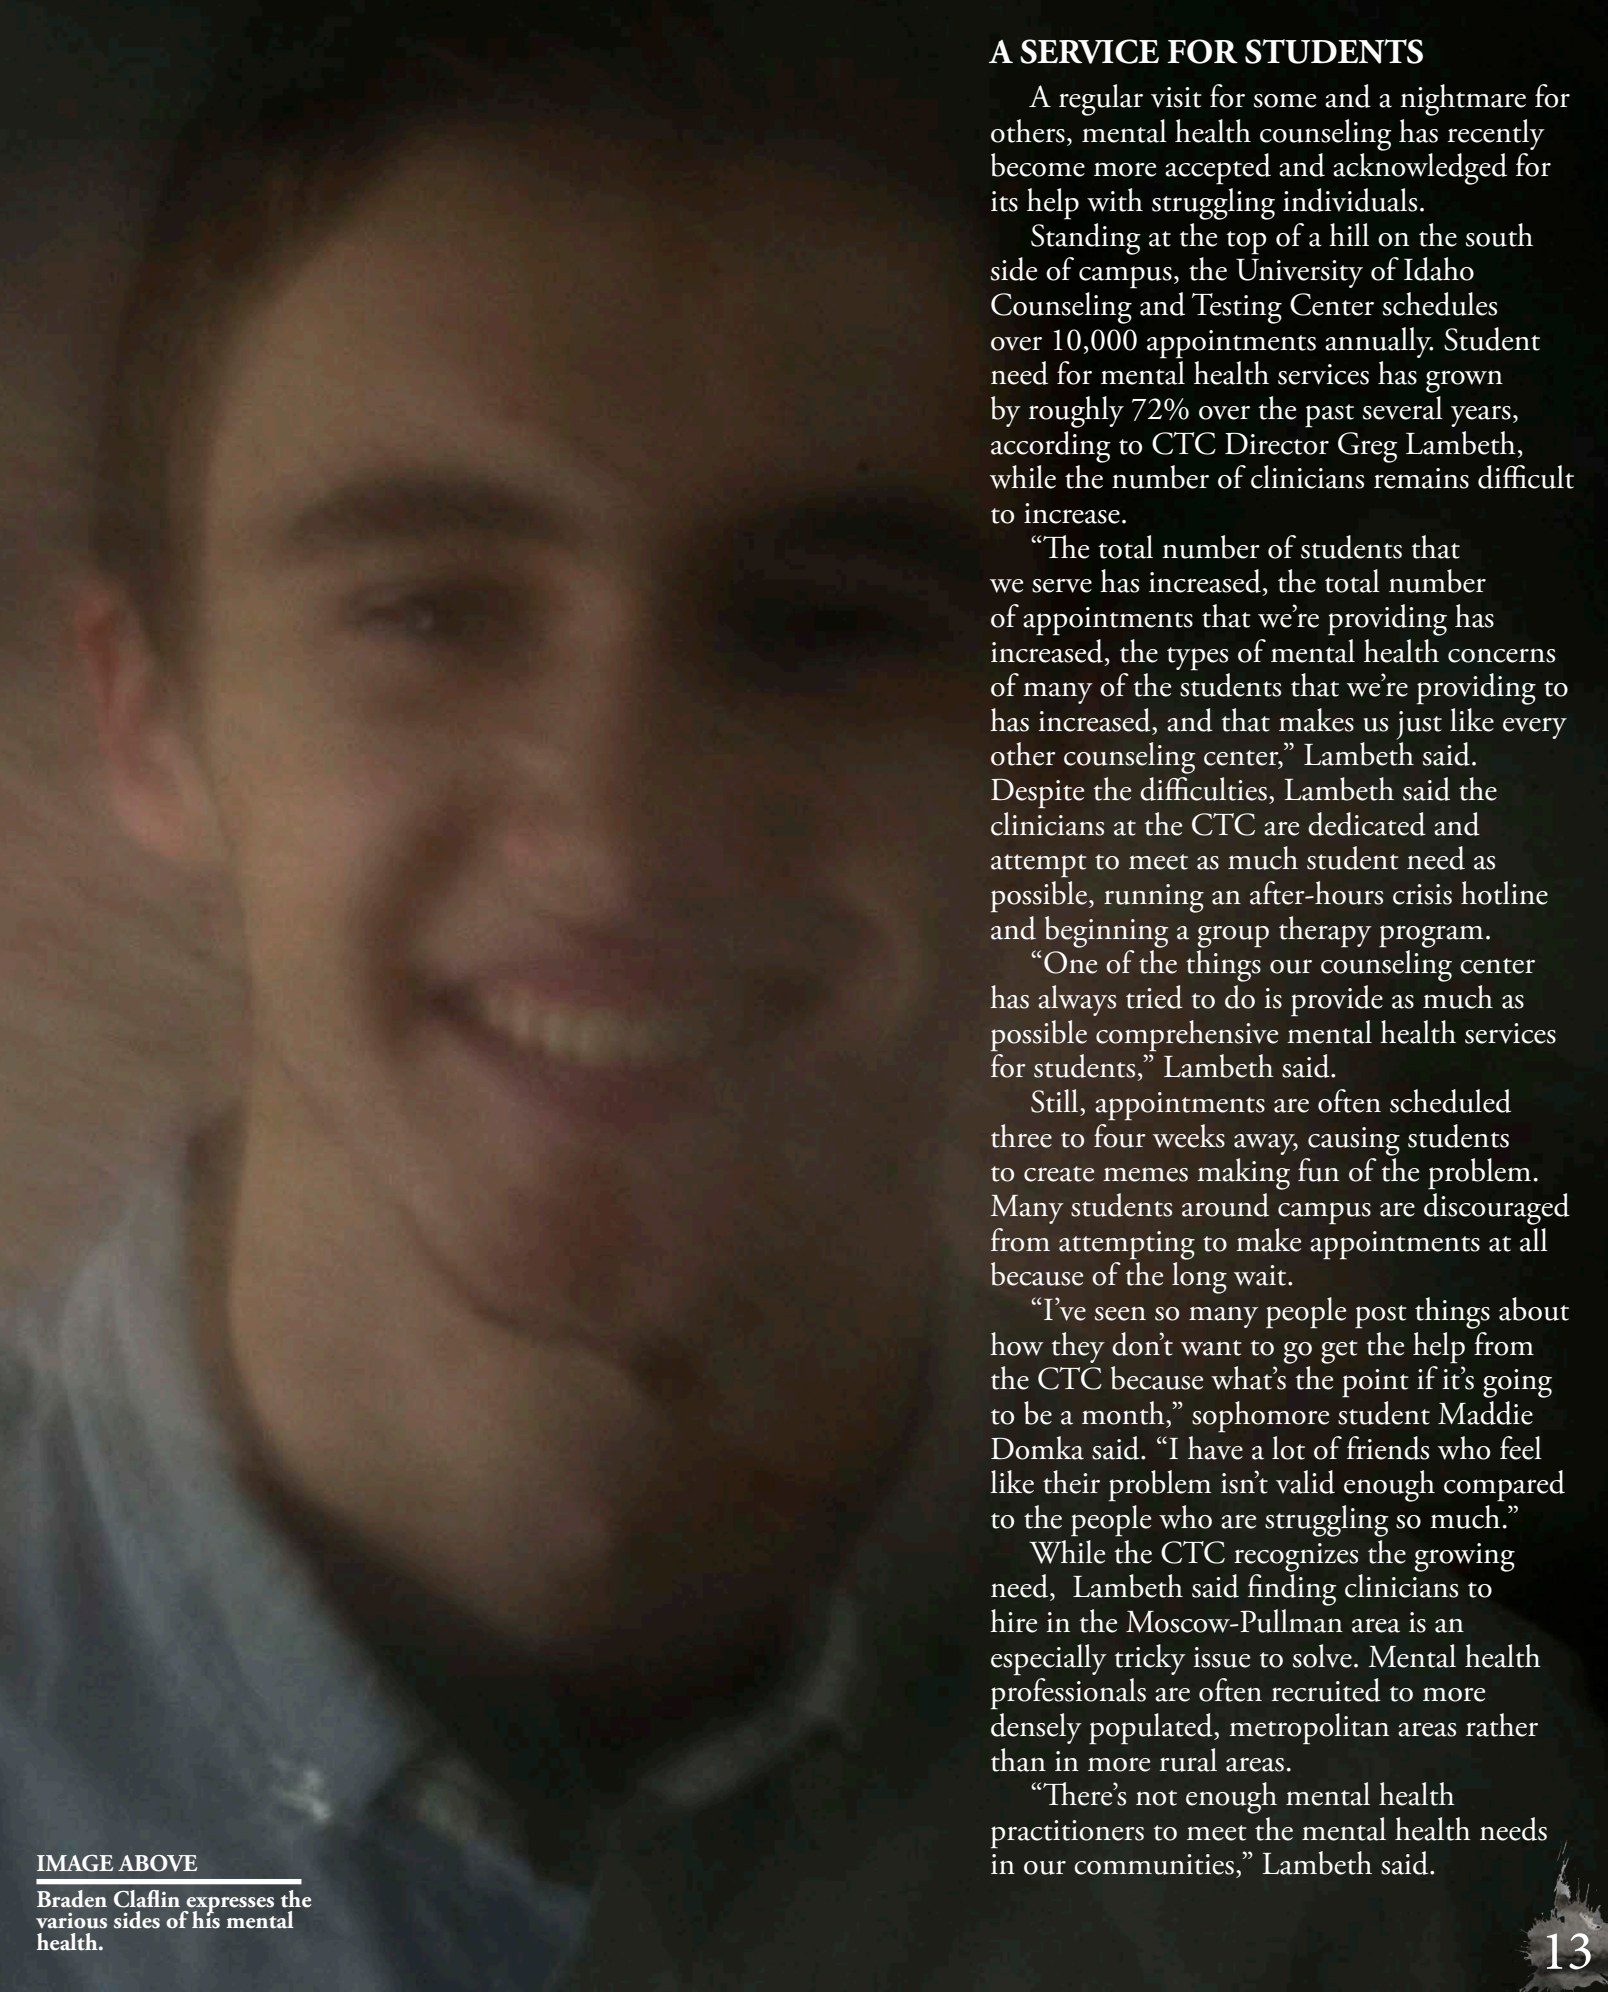 A SERVICE FOR STUDENTS
A regular visit for some and a nightmare for
others, mental health counseling has recently
become more accepted and acknowledged for
its help with struggling individuals.
Standing at the top of a hill on the south
side of campus, the University of Idaho
Counseling and Testing Center schedules
over 10,000 appointments annually. Student
need for mental health services has grown
by roughly 72% over the past several years,
according to CTC Director Greg Lambeth,
while the number of clinicians remains difficult
to increase.
“The total number of students that
we serve has increased, the total number
of appointments that we’re providing has
increased, the types of mental health concerns
of many of the students that we’re providing to
has increased, and that makes us just like every
other counseling center,” Lambeth said.
Despite the difficulties, Lambeth said the
clinicians at the CTC are dedicated and
attempt to meet as much student need as
possible, running an after-hours crisis hotline
and beginning a group therapy program.
“One of the things our counseling center
has always tried to do is provide as much as
possible comprehensive mental health services
for students,” Lambeth said.
Still, appointments are often scheduled
three to four weeks away, causing students
to create memes making fun of the problem.
Many students around campus are discouraged
from attempting to make appointments at all
because of the long wait.
“I’ve seen so many people post things about
how they don’t want to go get the help from
the CTC because what’s the point if it’s going
to be a month,” sophomore student Maddie
Domka said. “I have a lot of friends who feel
like their problem isn’t valid enough compared
to the people who are struggling so much.”
While the CTC recognizes the growing
need,  Lambeth said finding clinicians to
hire in the Moscow-Pullman area is an
especially tricky issue to solve. Mental health
professionals are often recruited to more
densely populated, metropolitan areas rather
than in more rural areas.
“There’s not enough mental health
practitioners to meet the mental health needs
in our communities,” Lambeth said.
IMAGE ABOVE
Braden Claflin expresses the
various sides of his mental
health.
13